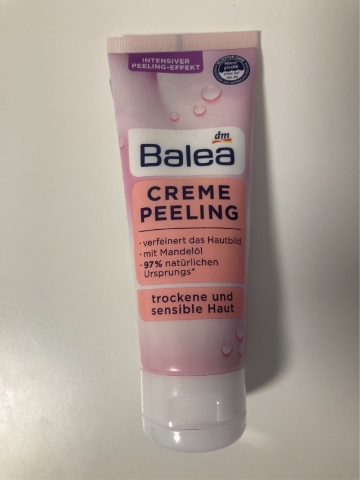 INTENSIVER
PEELING-EFFEKT
dm
Balea
CREME
PEELING
· verfeinert das Hautbild
· mit Mandelöl
· 97% natürlichen
Ursprungs*
trockene und
sensible Haut